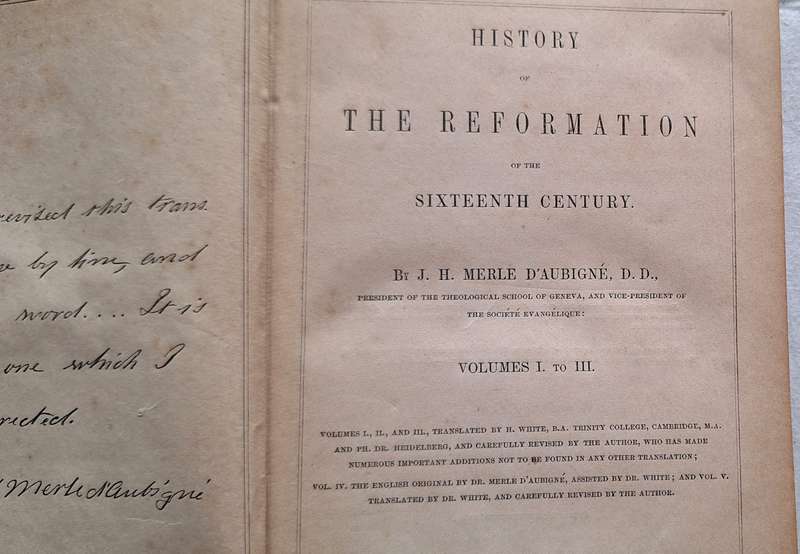 revised this trans
e by line, and
word.... It is
one which I
rected.
Merle d'Aubigné
HISTORY
OF
THE REFORMATION
OF THE
SIXTEENTH CENTURY.
By J. H. MERLE D'AUBIGNÉ, D. D.,
PRESIDENT OF THE THEOLOGICAL SCHOOL OF GENEVA, AND VICE-PRESIDENT OF
THE SOCIÉTÉ EVANGÉLIQUE:
VOLUMES I. TO III.
VOLUMES I., II., AND III., TRANSLATED BY H. WHITE, B.A. TRINITY COLLEGE, CAMBRIDGE, M.A.
AND PH. DR. HEIDELBERG, AND CAREFULLY REVISED BY THE AUTHOR, WHO HAS MADE
NUMEROUS IMPORTANT ADDITIONS NOT TO BE FOUND IN ANY OTHER TRANSLATION;
VOL. IV. THE ENGLISH ORIGINAL BY DR. MERLE D'AUBIGNÉ, ASSISTED BY DR. WHITE; AND VOL. V.
TRANSLATED BY DR. WHITE, AND CAREFULLY REVISED BY THE AUTHOR.